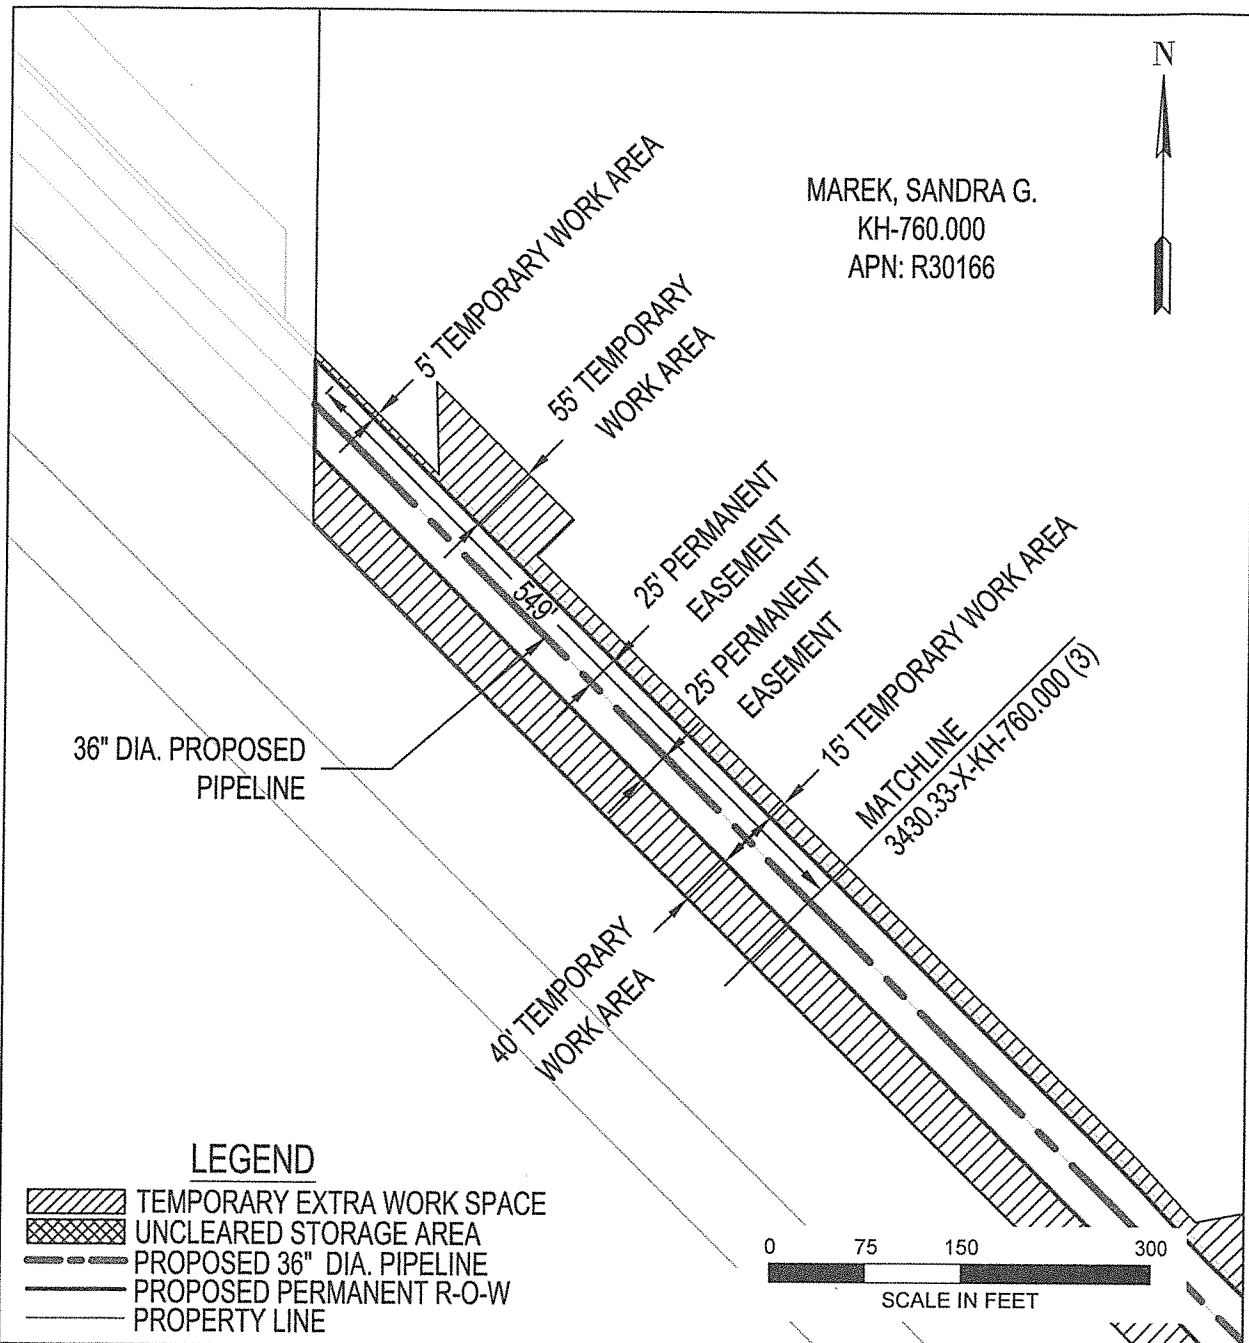 N
MAREK, SANDRA G.
KH-760.000
APN: R30166
5' TEMPORARY WORK AREA
55' TEMPORARY
WORK AREA
25' PERMANENT
EASEMENT
25' PERMANENT
EASEMENT
15' TEMPORARY WORK AREA
MATCHLINE
3430.33-X-KH-760.000 (3)
549'
36" DIA. PROPOSED
PIPELINE
40' TEMPORARY
WORK AREA
LEGEND
TEMPORARY EXTRA WORK SPACE
UNCLEARED STORAGE AREA
PROPOSED 36" DIA. PIPELINE
PROPOSED PERMANENT R-O-W
PROPERTY LINE
0 75 150 300
SCALE IN FEET